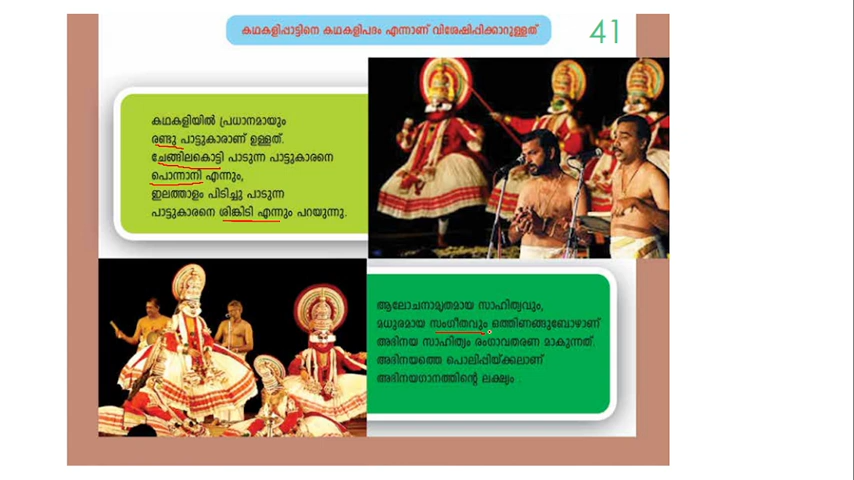 കഥകളിപ്പാട്ടിനെ കഥകളിപദം എന്നാണ് വിശേഷിപ്പിക്കാറുള്ളത്
41
കഥകളിയിൽ പ്രധാനമായും
രണ്ടു പാട്ടുകാരാണ് ഉള്ളത്.
ചേങ്ങിലകൊട്ടി പാടുന്ന പാട്ടുകാരനെ
പൊന്നാനി എന്നും,
ഇലത്താളം പിടിച്ചു പാടുന്ന
പാട്ടുകാരനെ ശിങ്കിടി എന്നും പറയുന്നു.
ആലോചനാമൃതമായ സാഹിത്യവും,
മധുരമായ സംഗീതവും ഒത്തിണങ്ങുബോഴാണ്
അഭിനയ സാഹിത്യം രംഗാവതരണ മാകുന്നത്.
അഭിനയത്തെ പൊലിപ്പിയ്ക്കലാണ്
അഭിനയഗാനത്തിന്റെ ലക്ഷ്യം .